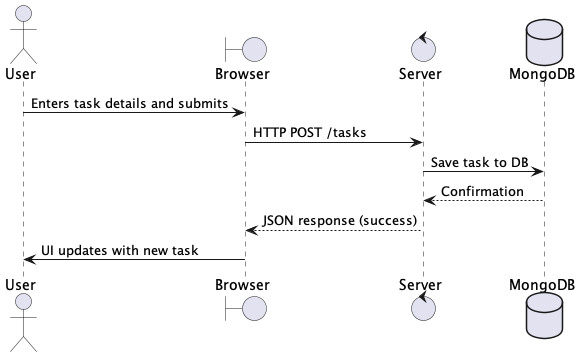 User
Browser
Server
MongoDB
Enters task details and submits
HTTP POST /tasks
Save task to DB
Confirmation
JSON response (success)
UI updates with new task
User
Browser
Server
MongoDB